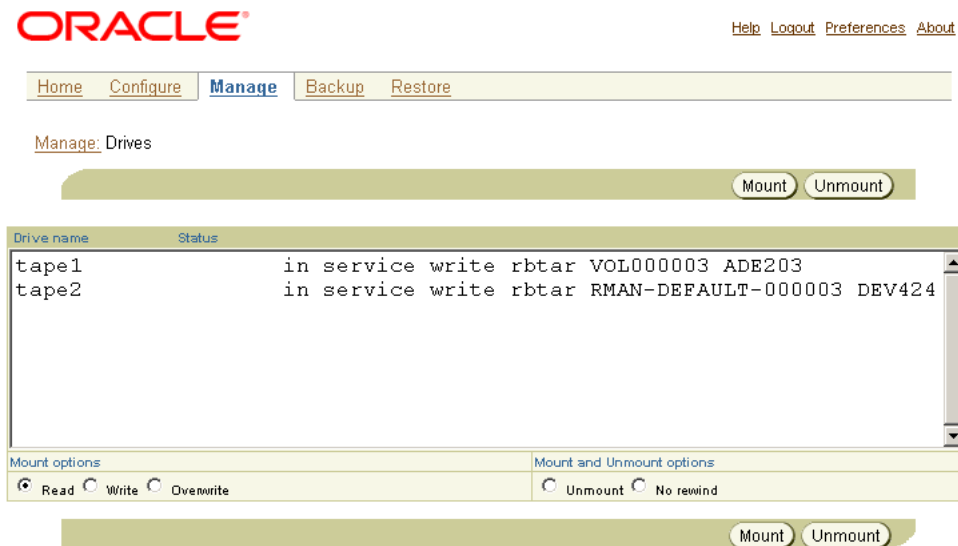 ORACLE
Help Logout Preferences About
Home Configure Manage Backup Restore
Manage: Drives
Mount Unmount
Drive name Status
tape1 in service write rbtar VOL000003 ADE203
tape2 in service write rbtar RMAN-DEFAULT-000003 DEV424
Mount options Mount and Unmount options
Read Write Overwrite Unmount No rewind
Mount Unmount